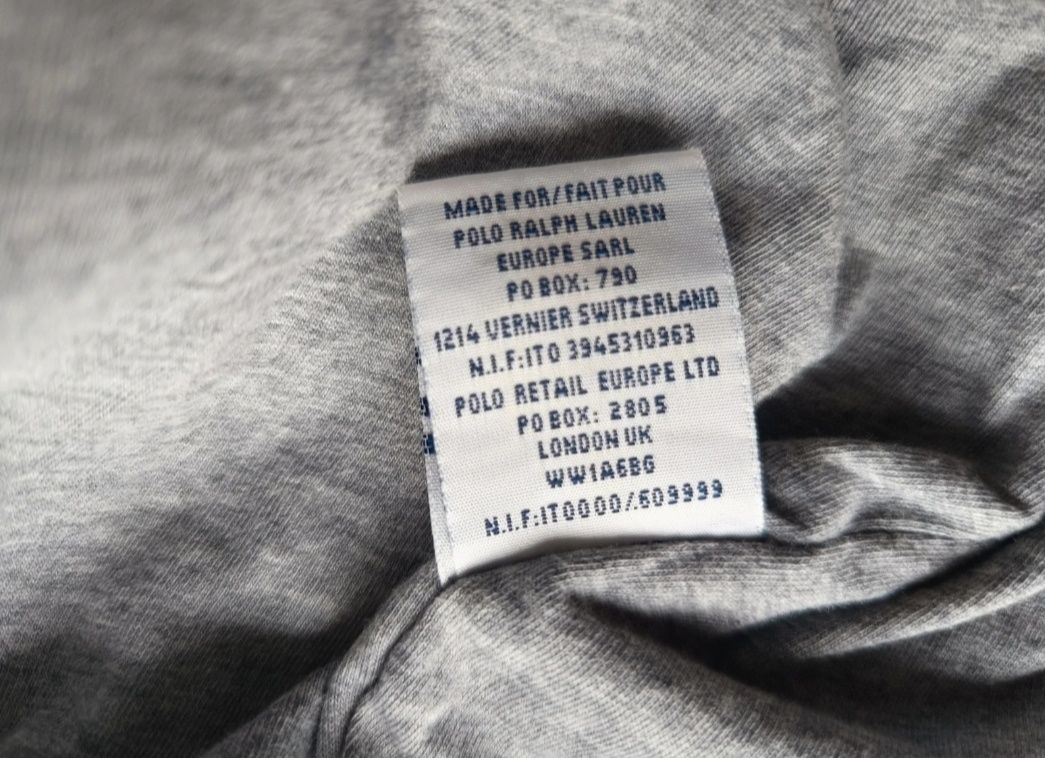 MADE FOR/FAIT POUR
POLO RALPH LAUREN
EUROPE SARL
PO BOX: 790
1214 VERNIER SWITZERLAND
N.I.F:ITO 3945310963
POLO RETAIL EUROPE LTD
PO BOX: 2805
LONDON UK
WW1A6BG
N.I.F:IT0000/.609999